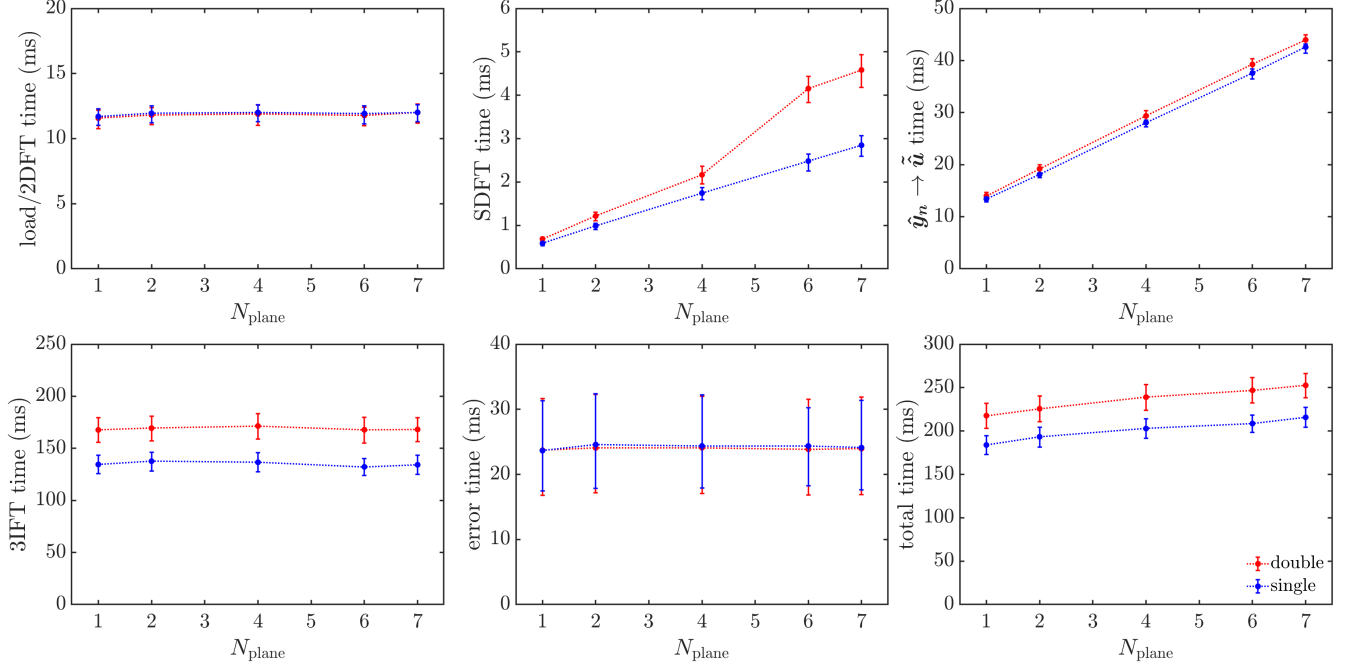 load/2DFT time (ms)
20
15
10
5
0
1 2 3 4 5 6 7
N_plane
SDFT time (ms)
6
5
4
3
2
1
0
1 2 3 4 5 6 7
N_plane
ŷ_n → ũ̂ time (ms)
50
40
30
20
10
0
1 2 3 4 5 6 7
N_plane
3IFT time (ms)
250
200
150
100
50
0
1 2 3 4 5 6 7
N_plane
error time (ms)
40
30
20
10
0
1 2 3 4 5 6 7
N_plane
total time (ms)
300
250
200
150
100
50
0
1 2 3 4 5 6 7
N_plane
double
single